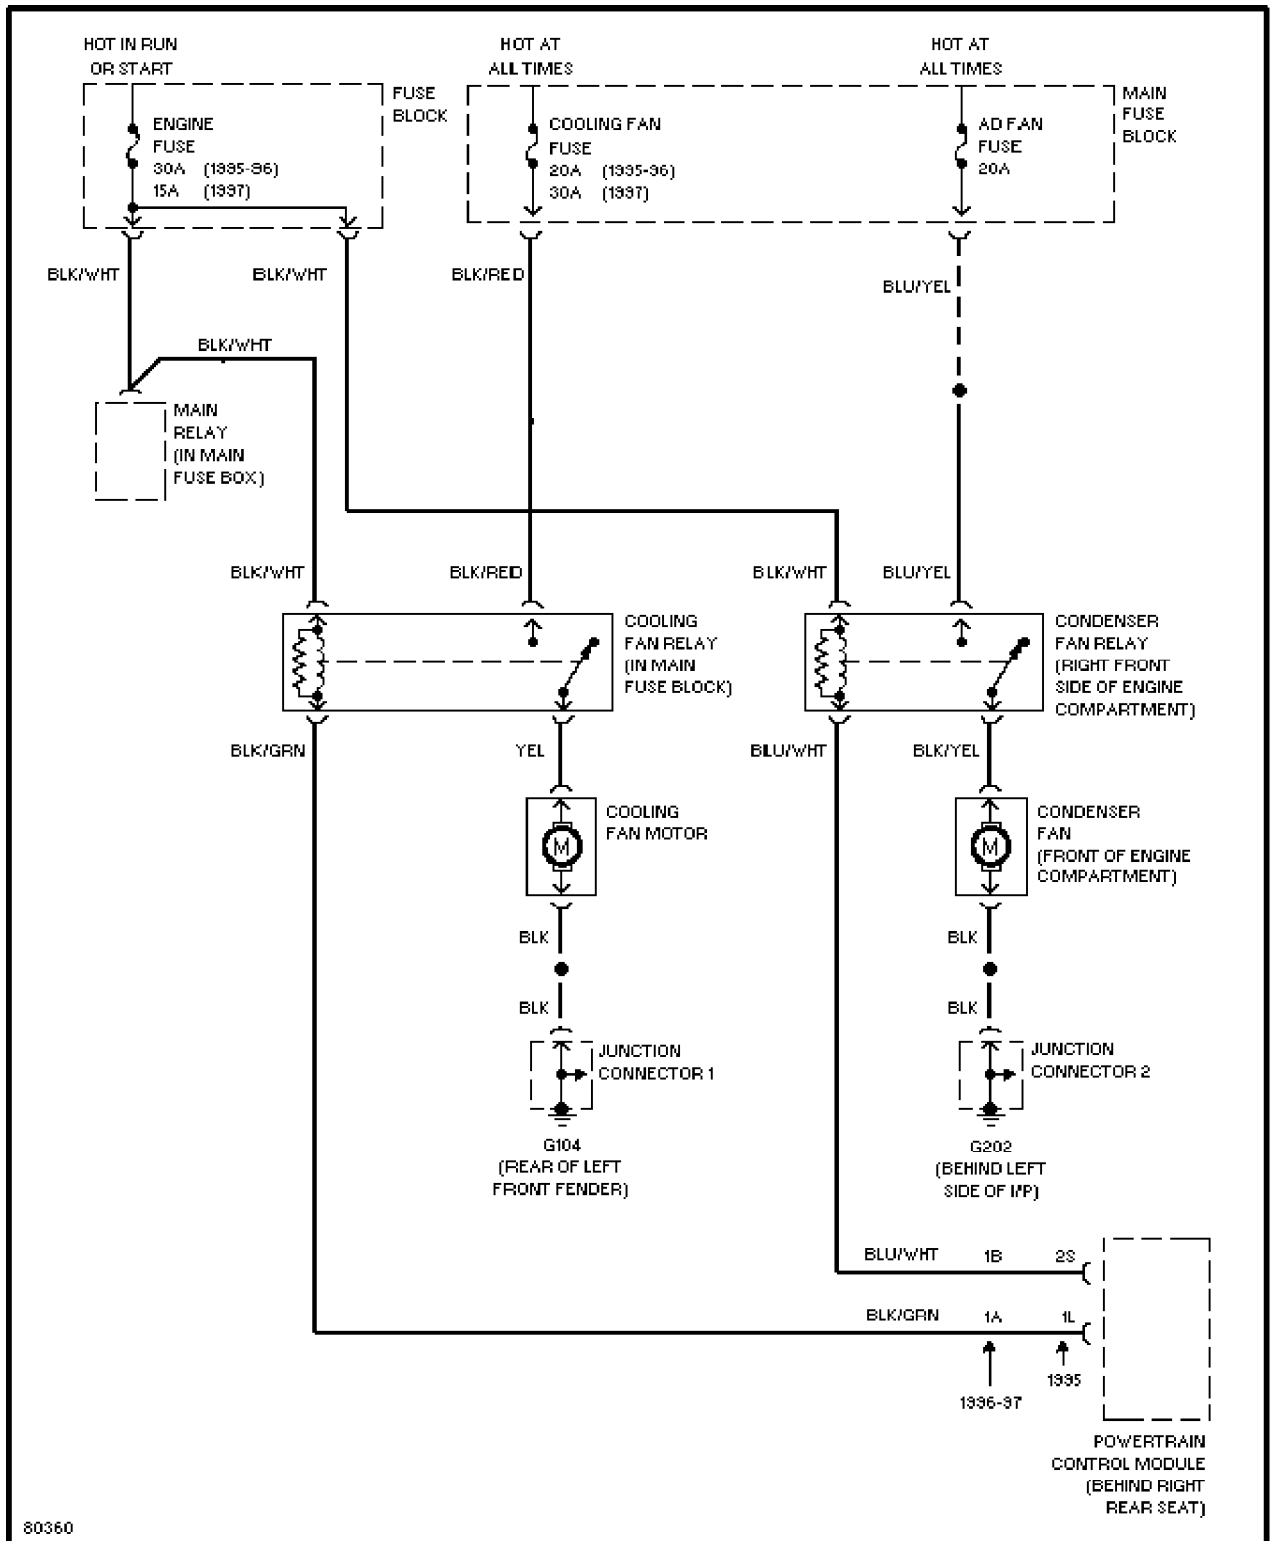 HOT IN RUN
OR START
HOT AT
ALL TIMES
HOT AT
ALL TIMES
FUSE
BLOCK
MAIN
FUSE
BLOCK
ENGINE
FUSE
30A (1995-96)
15A (1997)
COOLING FAN
FUSE
20A (1995-96)
30A (1997)
AD FAN
FUSE
20A
BLK/WHT
BLK/WHT
BLK/RED
BLU/YEL
BLK/WHT
MAIN
RELAY
(IN MAIN
FUSE BOX)
BLK/WHT
BLK/RED
BLK/WHT
BLU/YEL
COOLING
FAN RELAY
(IN MAIN
FUSE BLOCK)
CONDENSER
FAN RELAY
(RIGHT FRONT
SIDE OF ENGINE
COMPARTMENT)
BLK/GRN
YEL
BLU/WHT
BLK/YEL
COOLING
FAN MOTOR
M
CONDENSER
FAN
(FRONT OF ENGINE
COMPARTMENT)
M
BLK
BLK
BLK
BLK
JUNCTION
CONNECTOR 1
JUNCTION
CONNECTOR 2
G104
(REAR OF LEFT
FRONT FENDER)
G202
(BEHIND LEFT
SIDE OF I/P)
BLU/WHT 1B 2S
BLK/GRN 1A 1L
1995
1996-97
POWERTRAIN
CONTROL MODULE
(BEHIND RIGHT
REAR SEAT)
80360